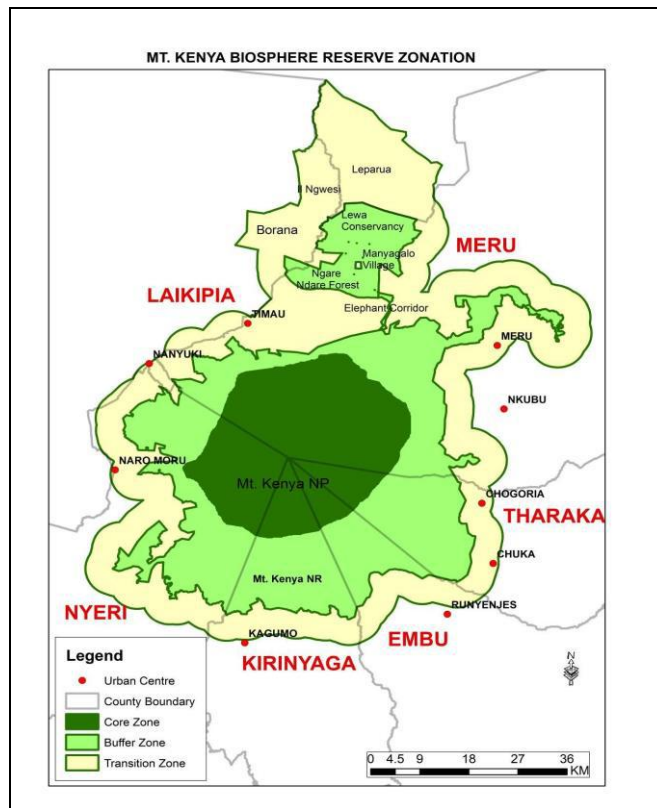 MT. KENYA BIOSPHERE RESERVE ZONATION
Leparua
Il Ngwesi
Lewa
Conservancy
Borana
MERU
Manyagalo
Village
Ngare
Ndare Forest
LAIKIPIA
Elephant Corridor
TIMAU
MERU
NANYUKI
NKUBU
NARO MORU
Mt. Kenya NP
CHOGORIA
THARAKA
CHUKA
Mt. Kenya NR
NYERI
RUNYENJES
EMBU
KAGUMO
KIRINYAGA
Legend
Urban Centre
County Boundary
Core Zone
Buffer Zone
Transition Zone
N
0 4.5 9 18 27 36
KM